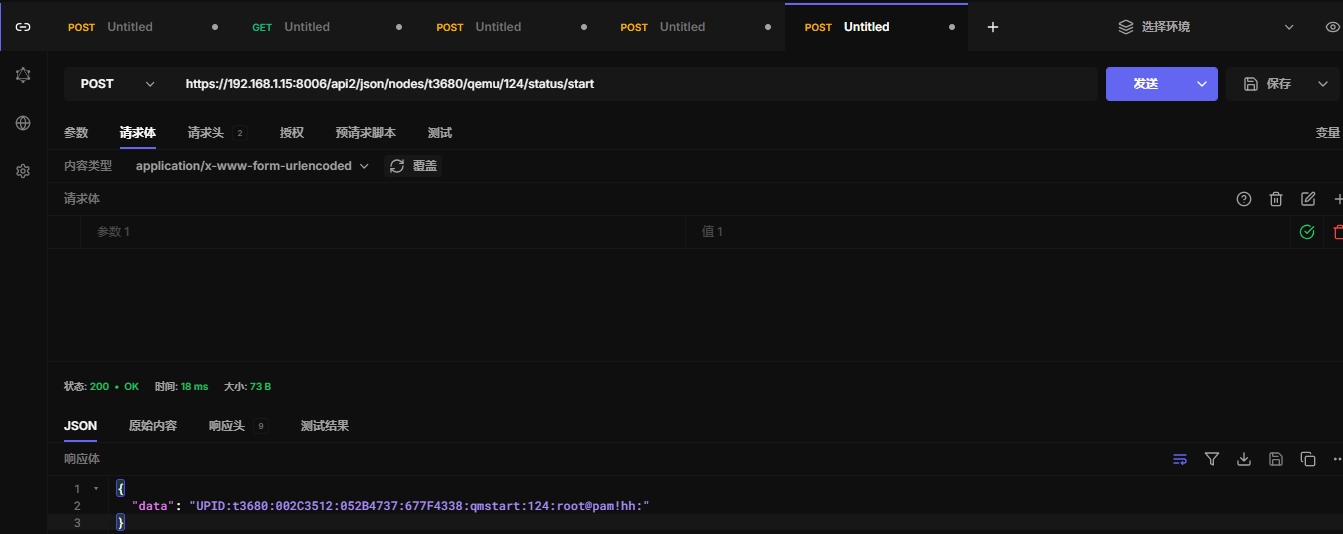 POST Untitled GET Untitled POST Untitled POST Untitled POST Untitled 选择环境
POST https://192.168.1.15:8006/api2/json/nodes/t3680/qemu/124/status/start 发送 保存
参数 请求体 请求头 2 授权 预请求脚本 测试 变量
内容类型 application/x-www-form-urlencoded 覆盖
请求体
参数 1 值 1
状态: 200 • OK 时间: 18 ms 大小: 73 B
JSON 原始内容 响应头 9 测试结果
响应体
1 {
2 "data": "UPID:t3680:002C3512:052B4737:677F4338:qmstart:124:root@pam!hh:"
3 }